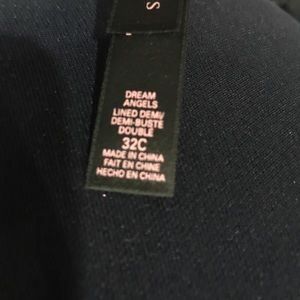 S
DREAM
ANGELS
LINED DEMI/
DEMI-BUSTE
DOUBLE
32C
MADE IN CHINA
FAIT EN CHINE
HECHO EN CHINA